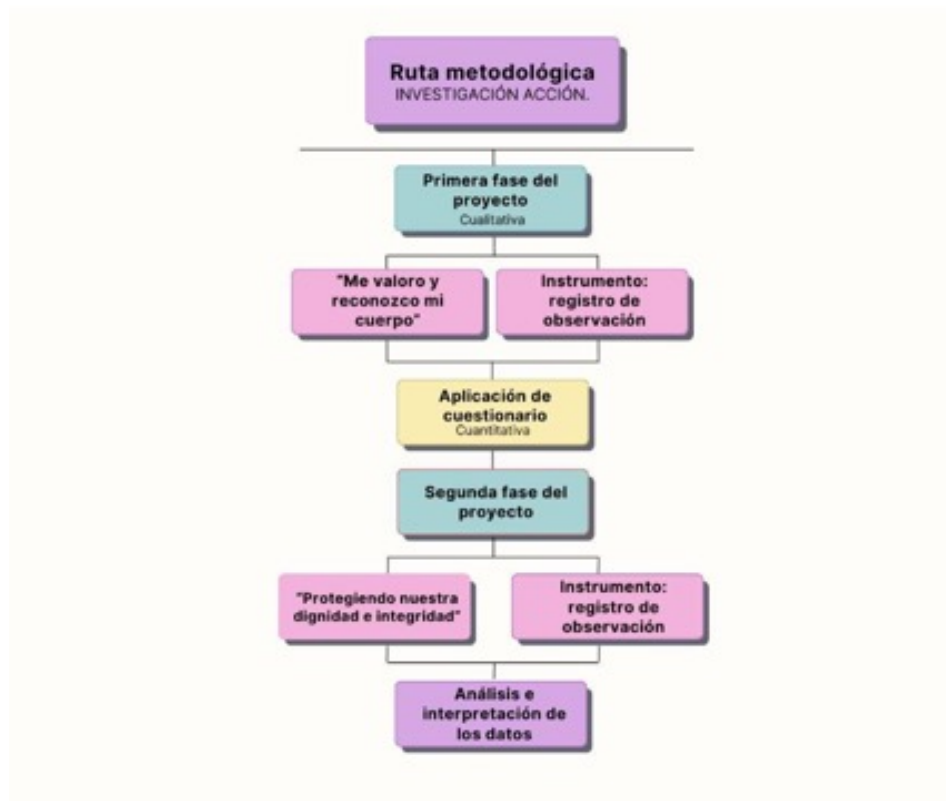 Ruta metodológica
INVESTIGACIÓN ACCIÓN.
Primera fase del
proyecto
Cualitativa
"Me valoro y
reconozco mi
cuerpo"
Instrumento:
registro de
observación
Aplicación de
cuestionario
Cuantitativa
Segunda fase del
proyecto
"Protegiendo nuestra
dignidad e integridad"
Instrumento:
registro de
observación
Análisis e
interpretación de
los datos